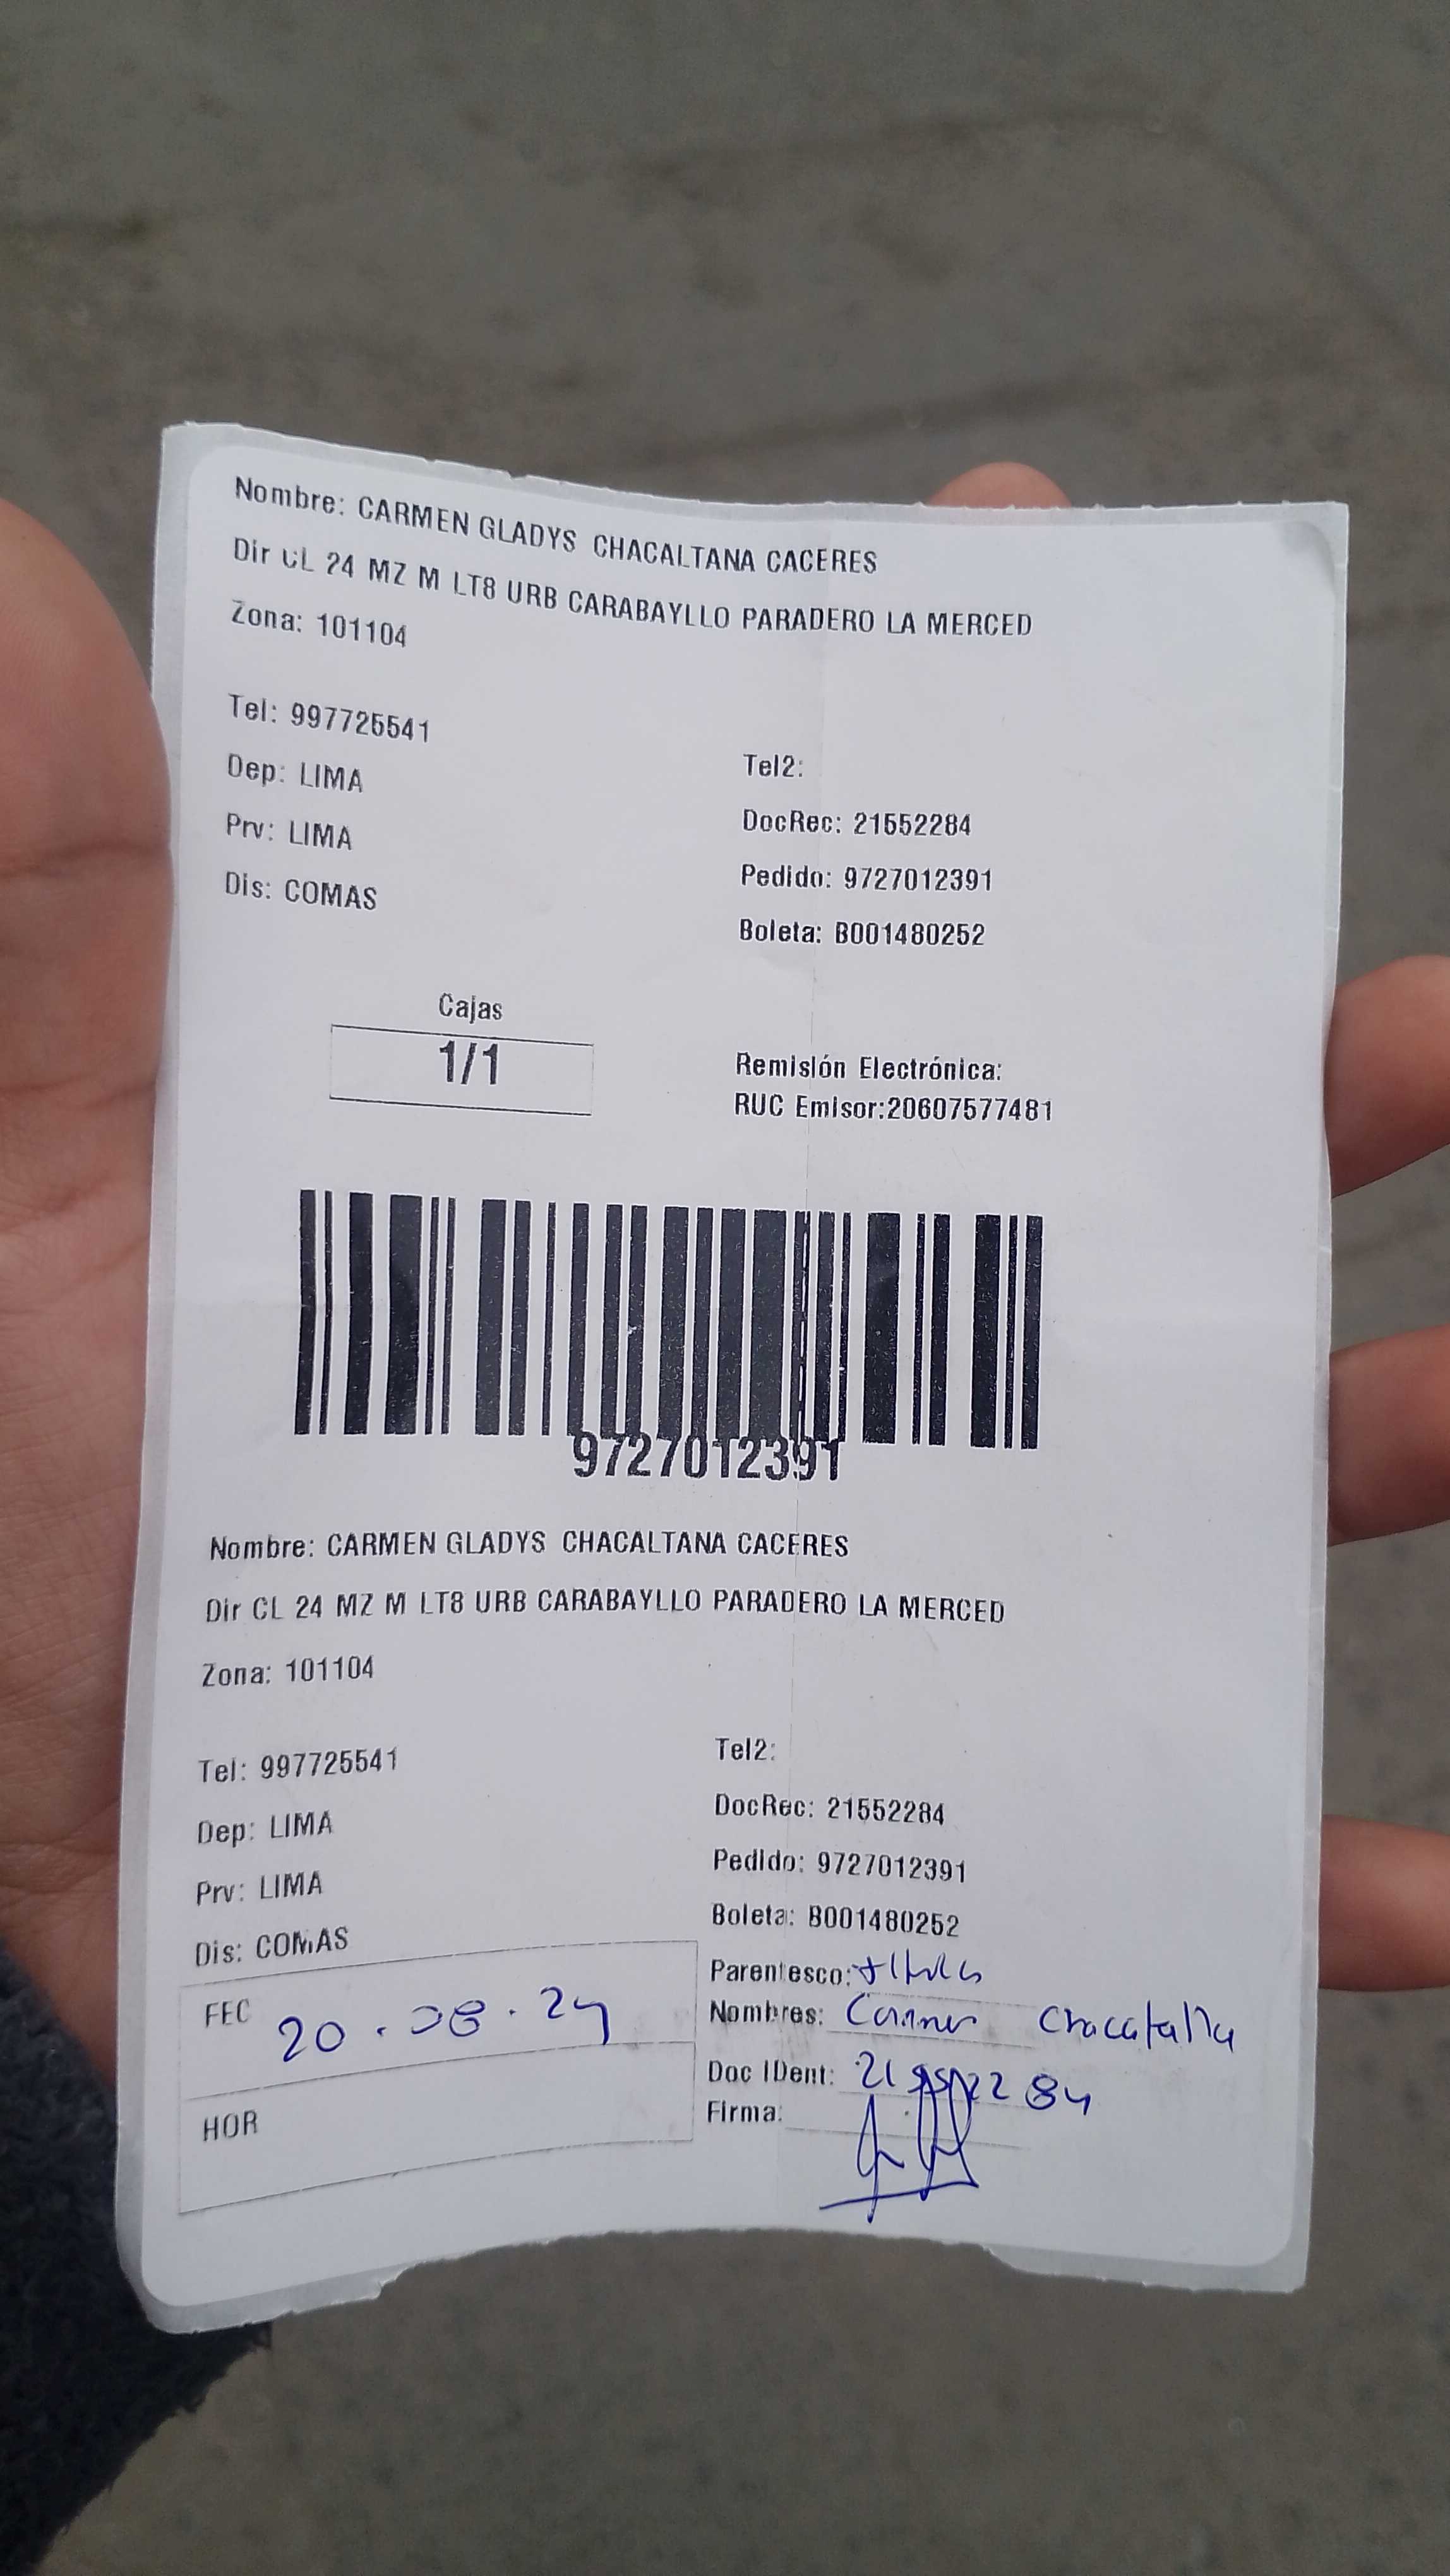 Nombre: CARMEN GLADYS CHACALTANA CACERES
Dir CL 24 MZ M LT8 URB CARABAYLLO PARADERO LA MERCED
Zona: 101104
Tel: 997725541
Tel2:
Dep: LIMA
DocRec: 21552284
Prv: LIMA
Pedido: 9727012391
Dis: COMAS
Boleta: B001480252
Cajas
1/1
Remisión Electrónica:
RUC Emisor:20607577481
9727012391
Nombre: CARMEN GLADYS CHACALTANA CACERES
Dir CL 24 MZ M LT8 URB CARABAYLLO PARADERO LA MERCED
Zona: 101104
Tel: 997725541
Tel2:
Dep: LIMA
DocRec: 21552284
Prv: LIMA
Pedido: 9727012391
Dis: COMAS
Boleta: B001480252
Parentesco:
FEC 20.08.24
Nombres: Carmen
Doc IDent: 21552284
HOR
Firma: